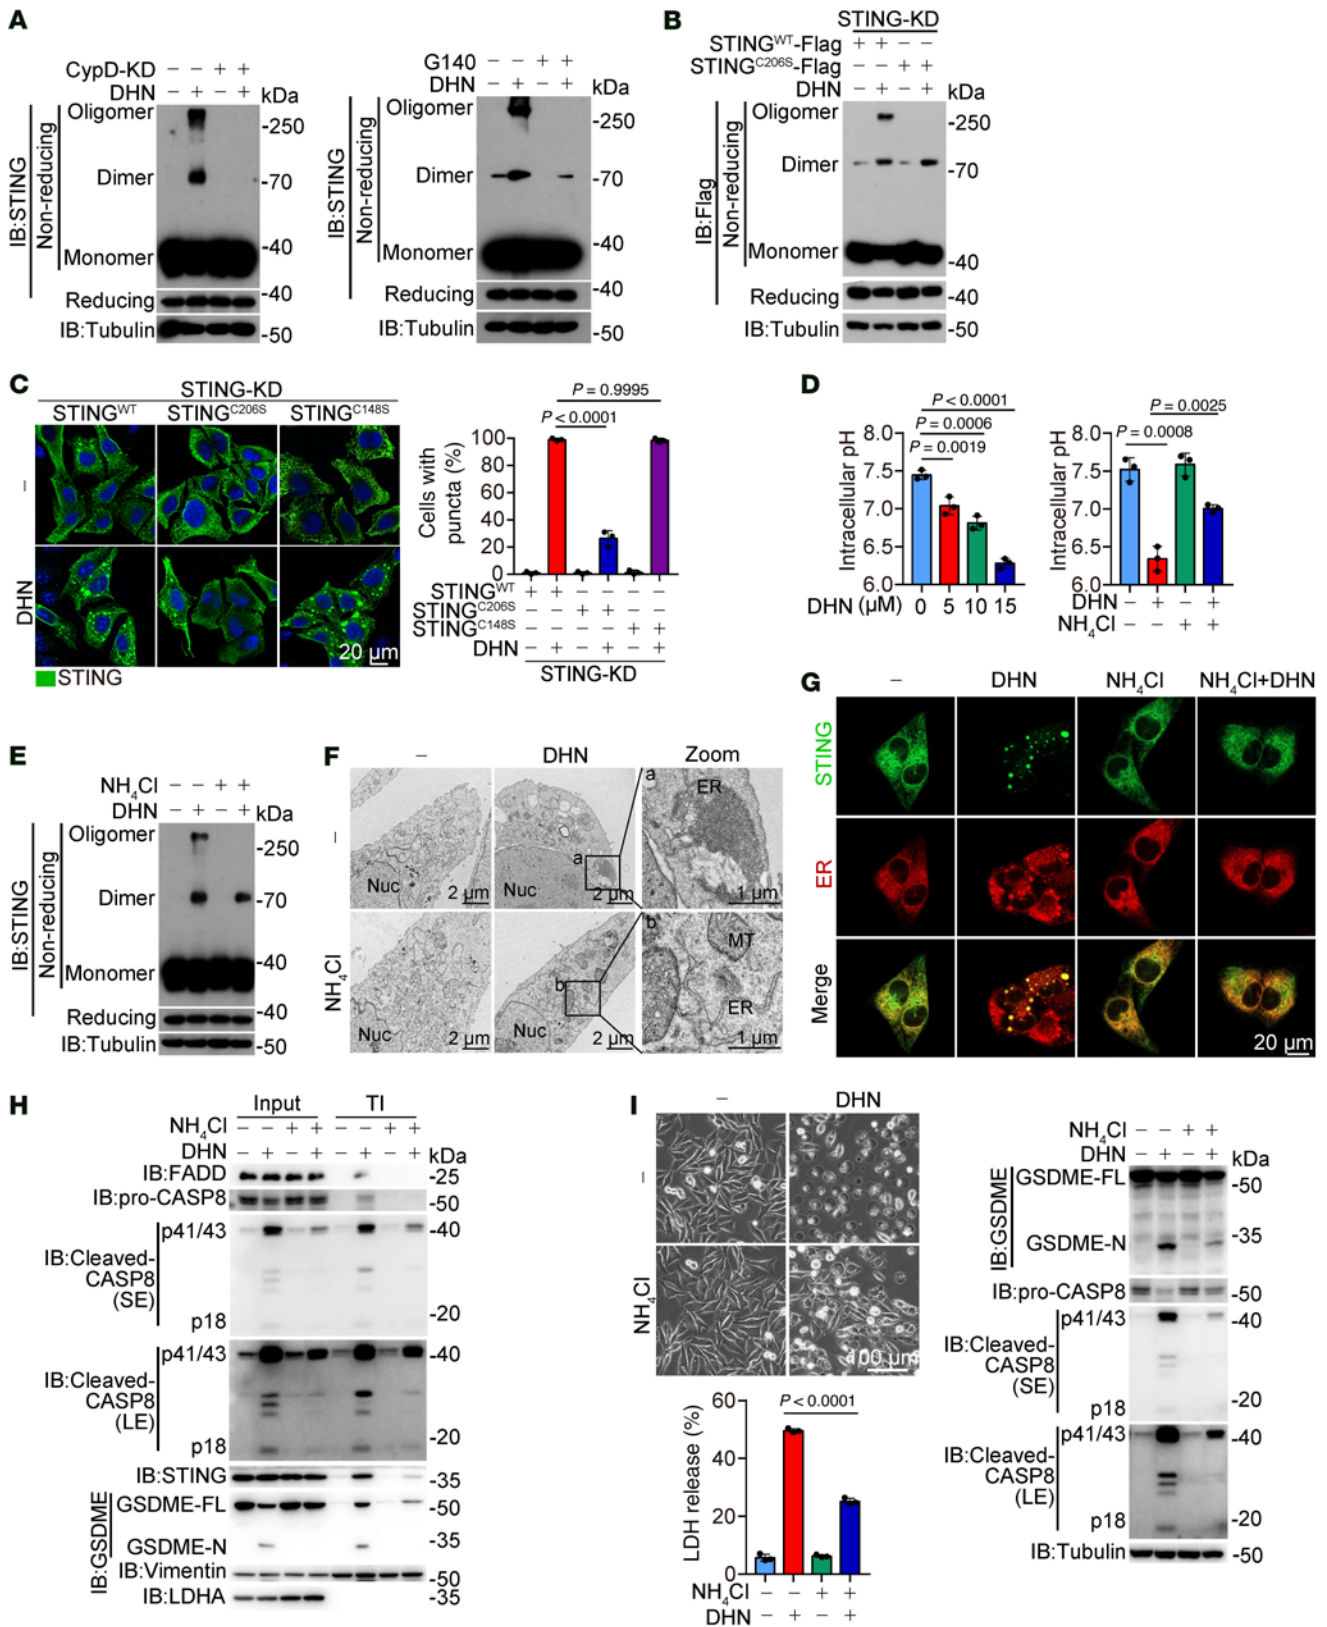 A
CypD-KD − − + +
DHN − + − + kDa
IB:STING
Non-reducing
Oligomer
-250
Dimer
-70
Monomer
-40
Reducing
-40
IB:Tubulin
-50
G140 − − + +
DHN − + − + kDa
IB:STING
Non-reducing
Oligomer
-250
Dimer
-70
Monomer
-40
Reducing
-40
IB:Tubulin
-50
B
STING-KD
STINGWT-Flag + + − −
STINGC206S-Flag − − + +
DHN − + − + kDa
IB:Flag
Non-reducing
Oligomer
-250
Dimer
-70
Monomer
-40
Reducing
-40
IB:Tubulin
-50
C
STING-KD
STINGWT STINGC206S STINGC148S
−
DHN
20 µm
STING
P = 0.9995
P < 0.0001
Cells with puncta (%)
100
80
60
40
20
0
STINGWT + + − − − −
STINGC206S − − + + − −
STINGC148S − − − − + +
DHN − + − + − +
STING-KD
D
P < 0.0001
P = 0.0006
P = 0.0019
Intracellular pH
8.0
7.5
7.0
6.5
6.0
DHN (µM) 0 5 10 15
P = 0.0025
P = 0.0008
Intracellular pH
8.0
7.5
7.0
6.5
6.0
DHN − + − +
NH4Cl − − + +
E
NH4Cl − − + +
DHN − + − + kDa
IB:STING
Non-reducing
Oligomer
-250
Dimer
-70
Monomer
-40
Reducing
-40
IB:Tubulin
-50
F
− DHN Zoom
−
Nuc 2 µm
a Nuc 2 µm
a ER 1 µm
NH4Cl
Nuc 2 µm
b Nuc 2 µm
b MT ER 1 µm
G
− DHN NH4Cl NH4Cl+DHN
STING
ER
Merge
20 µm
H
Input TI
NH4Cl − − + + − − + +
DHN − + − + − + − + kDa
IB:FADD -25
IB:pro-CASP8 -50
p41/43 -40
IB:Cleaved-
CASP8
(SE)
-20
p18
p41/43 -40
IB:Cleaved-
CASP8
(LE)
-20
p18
IB:STING -35
IB:GSDME
GSDME-FL -50
GSDME-N -35
IB:Vimentin -50
IB:LDHA -35
I
− DHN
−
NH4Cl
100 µm
P < 0.0001
LDH release (%)
60
40
20
0
NH4Cl − − + +
DHN − + − +
NH4Cl − − + +
DHN − + − + kDa
IB:GSDME
GSDME-FL -50
-35
GSDME-N
IB:pro-CASP8 -50
p41/43 -40
IB:Cleaved-
CASP8
(SE)
-20
p18
p41/43 -40
IB:Cleaved-
CASP8
(LE)
-20
p18
IB:Tubulin -50